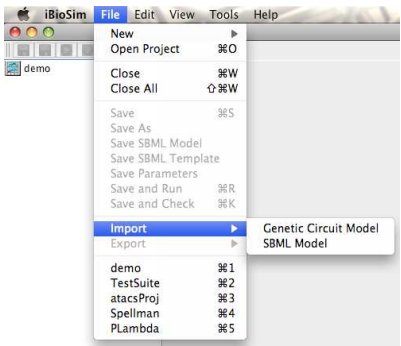 iBioSim File Edit View Tools Help
demo
New
Open Project ⌘O
Close ⌘W
Close All ⇧⌘W
Save ⌘S
Save As
Save SBML Model
Save SBML Template
Save Parameters
Save and Run ⌘R
Save and Check ⌘K
Import
Genetic Circuit Model
SBML Model
Export
demo ⌘1
TestSuite ⌘2
atacsProj ⌘3
Spellman ⌘4
PLambda ⌘5